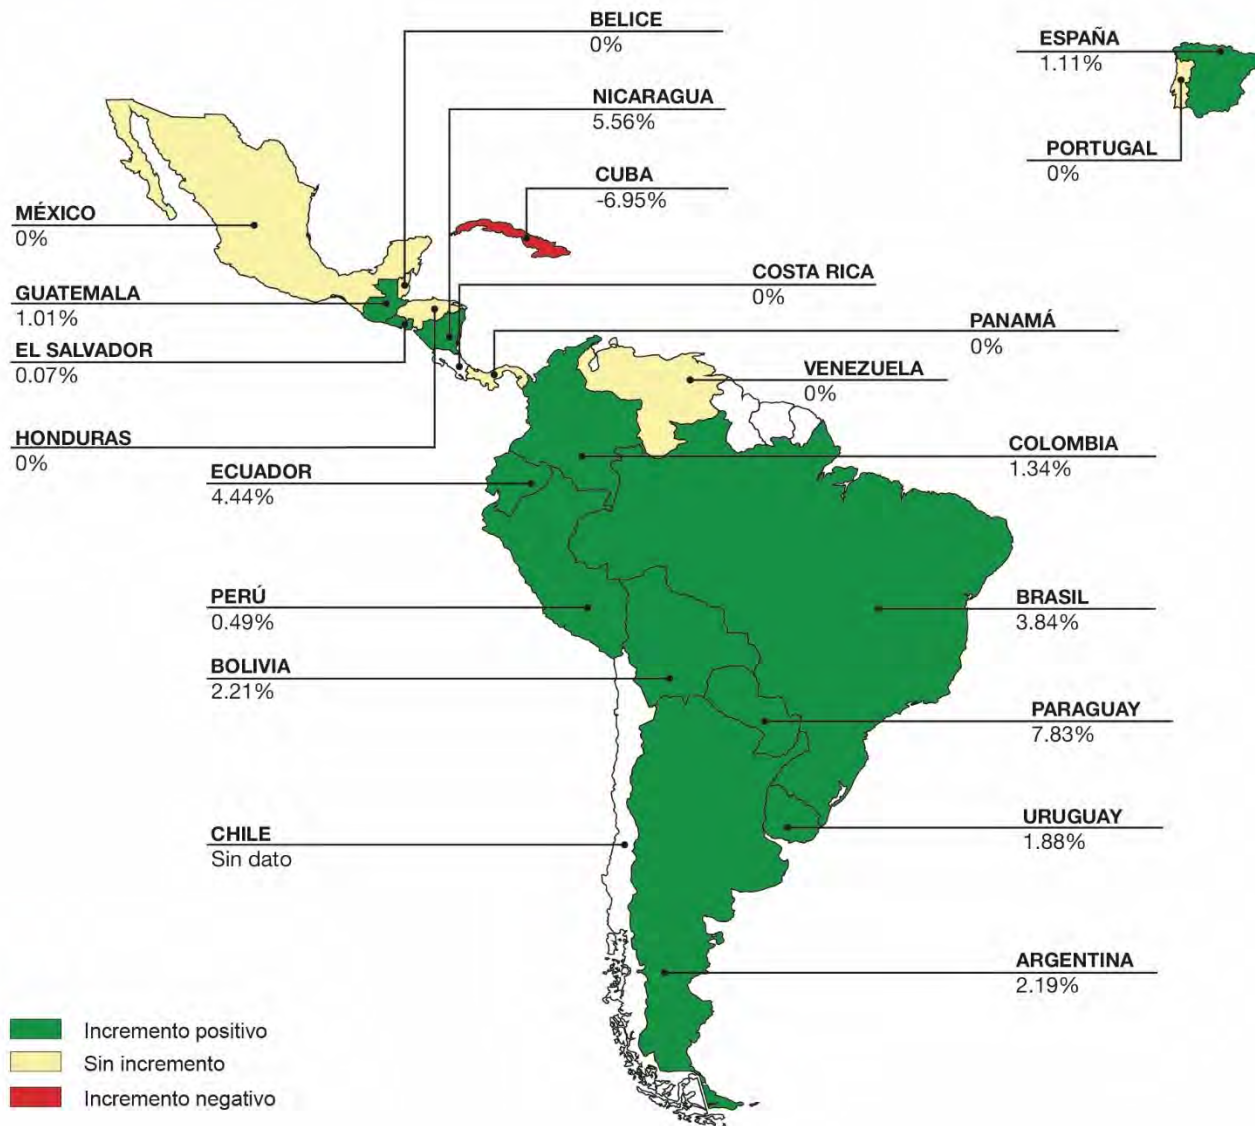 BELICE
0%
ESPAÑA
1.11%
NICARAGUA
5.56%
PORTUGAL
0%
CUBA
-6.95%
MÉXICO
0%
COSTA RICA
0%
GUATEMALA
1.01%
PANAMÁ
0%
EL SALVADOR
0.07%
VENEZUELA
0%
HONDURAS
0%
COLOMBIA
1.34%
ECUADOR
4.44%
PERÚ
0.49%
BRASIL
3.84%
BOLIVIA
2.21%
PARAGUAY
7.83%
URUGUAY
1.88%
CHILE
Sin dato
ARGENTINA
2.19%
Incremento positivo
Sin incremento
Incremento negativo